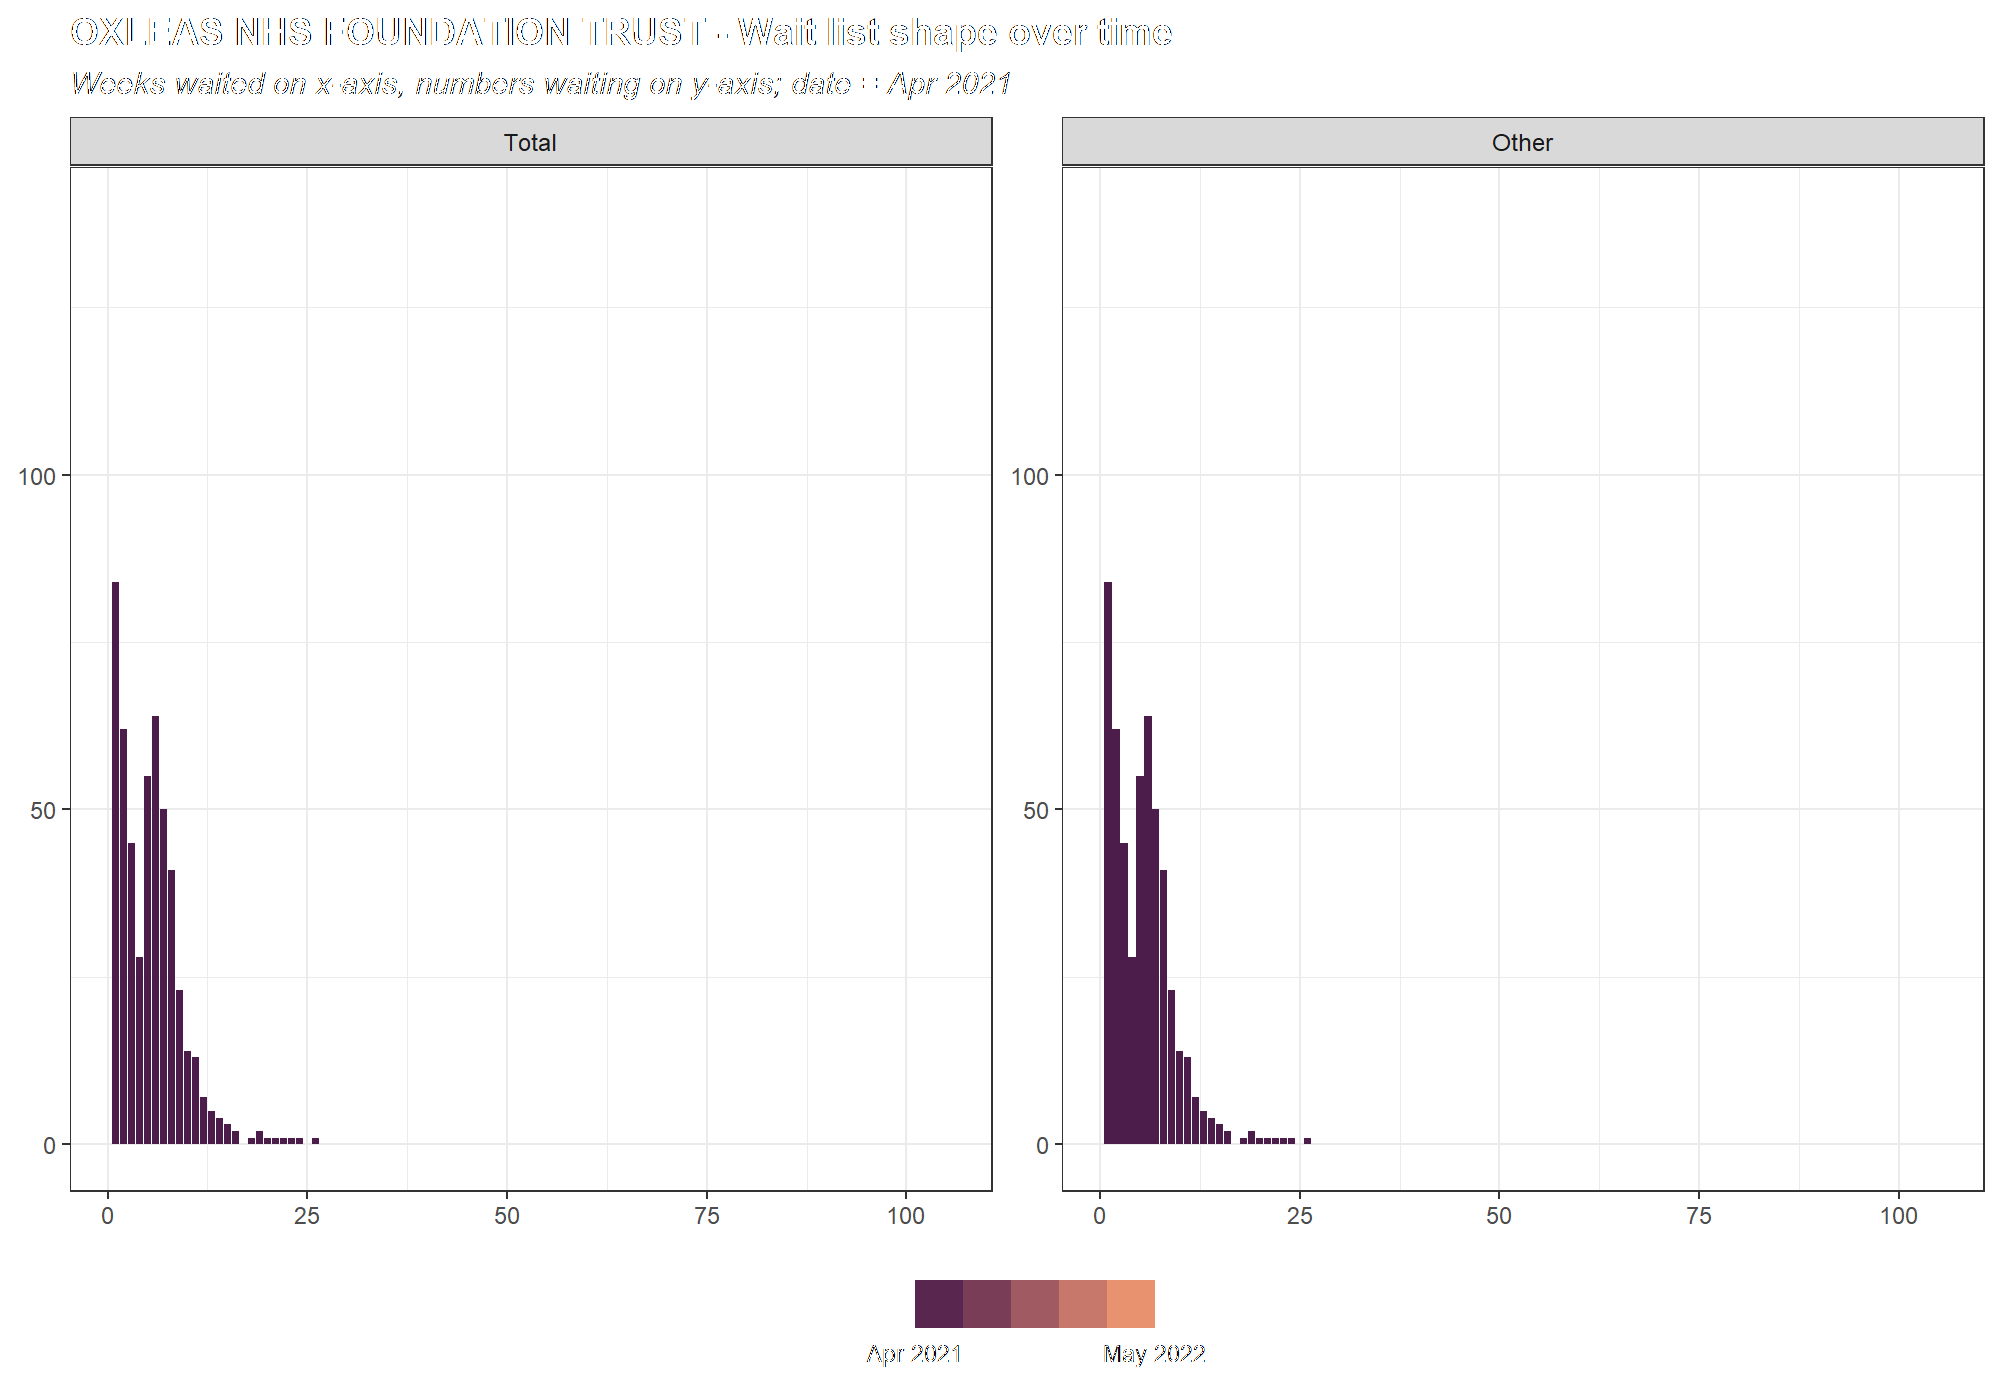 OXLEAS NHS FOUNDATION TRUST - Wait list shape over time
Weeks waited on x-axis, numbers waiting on y-axis; date = Apr 2021
Total
Other
100
50
0
0 25 50 75 100
100
50
0
0 25 50 75 100
Apr 2021 May 2022